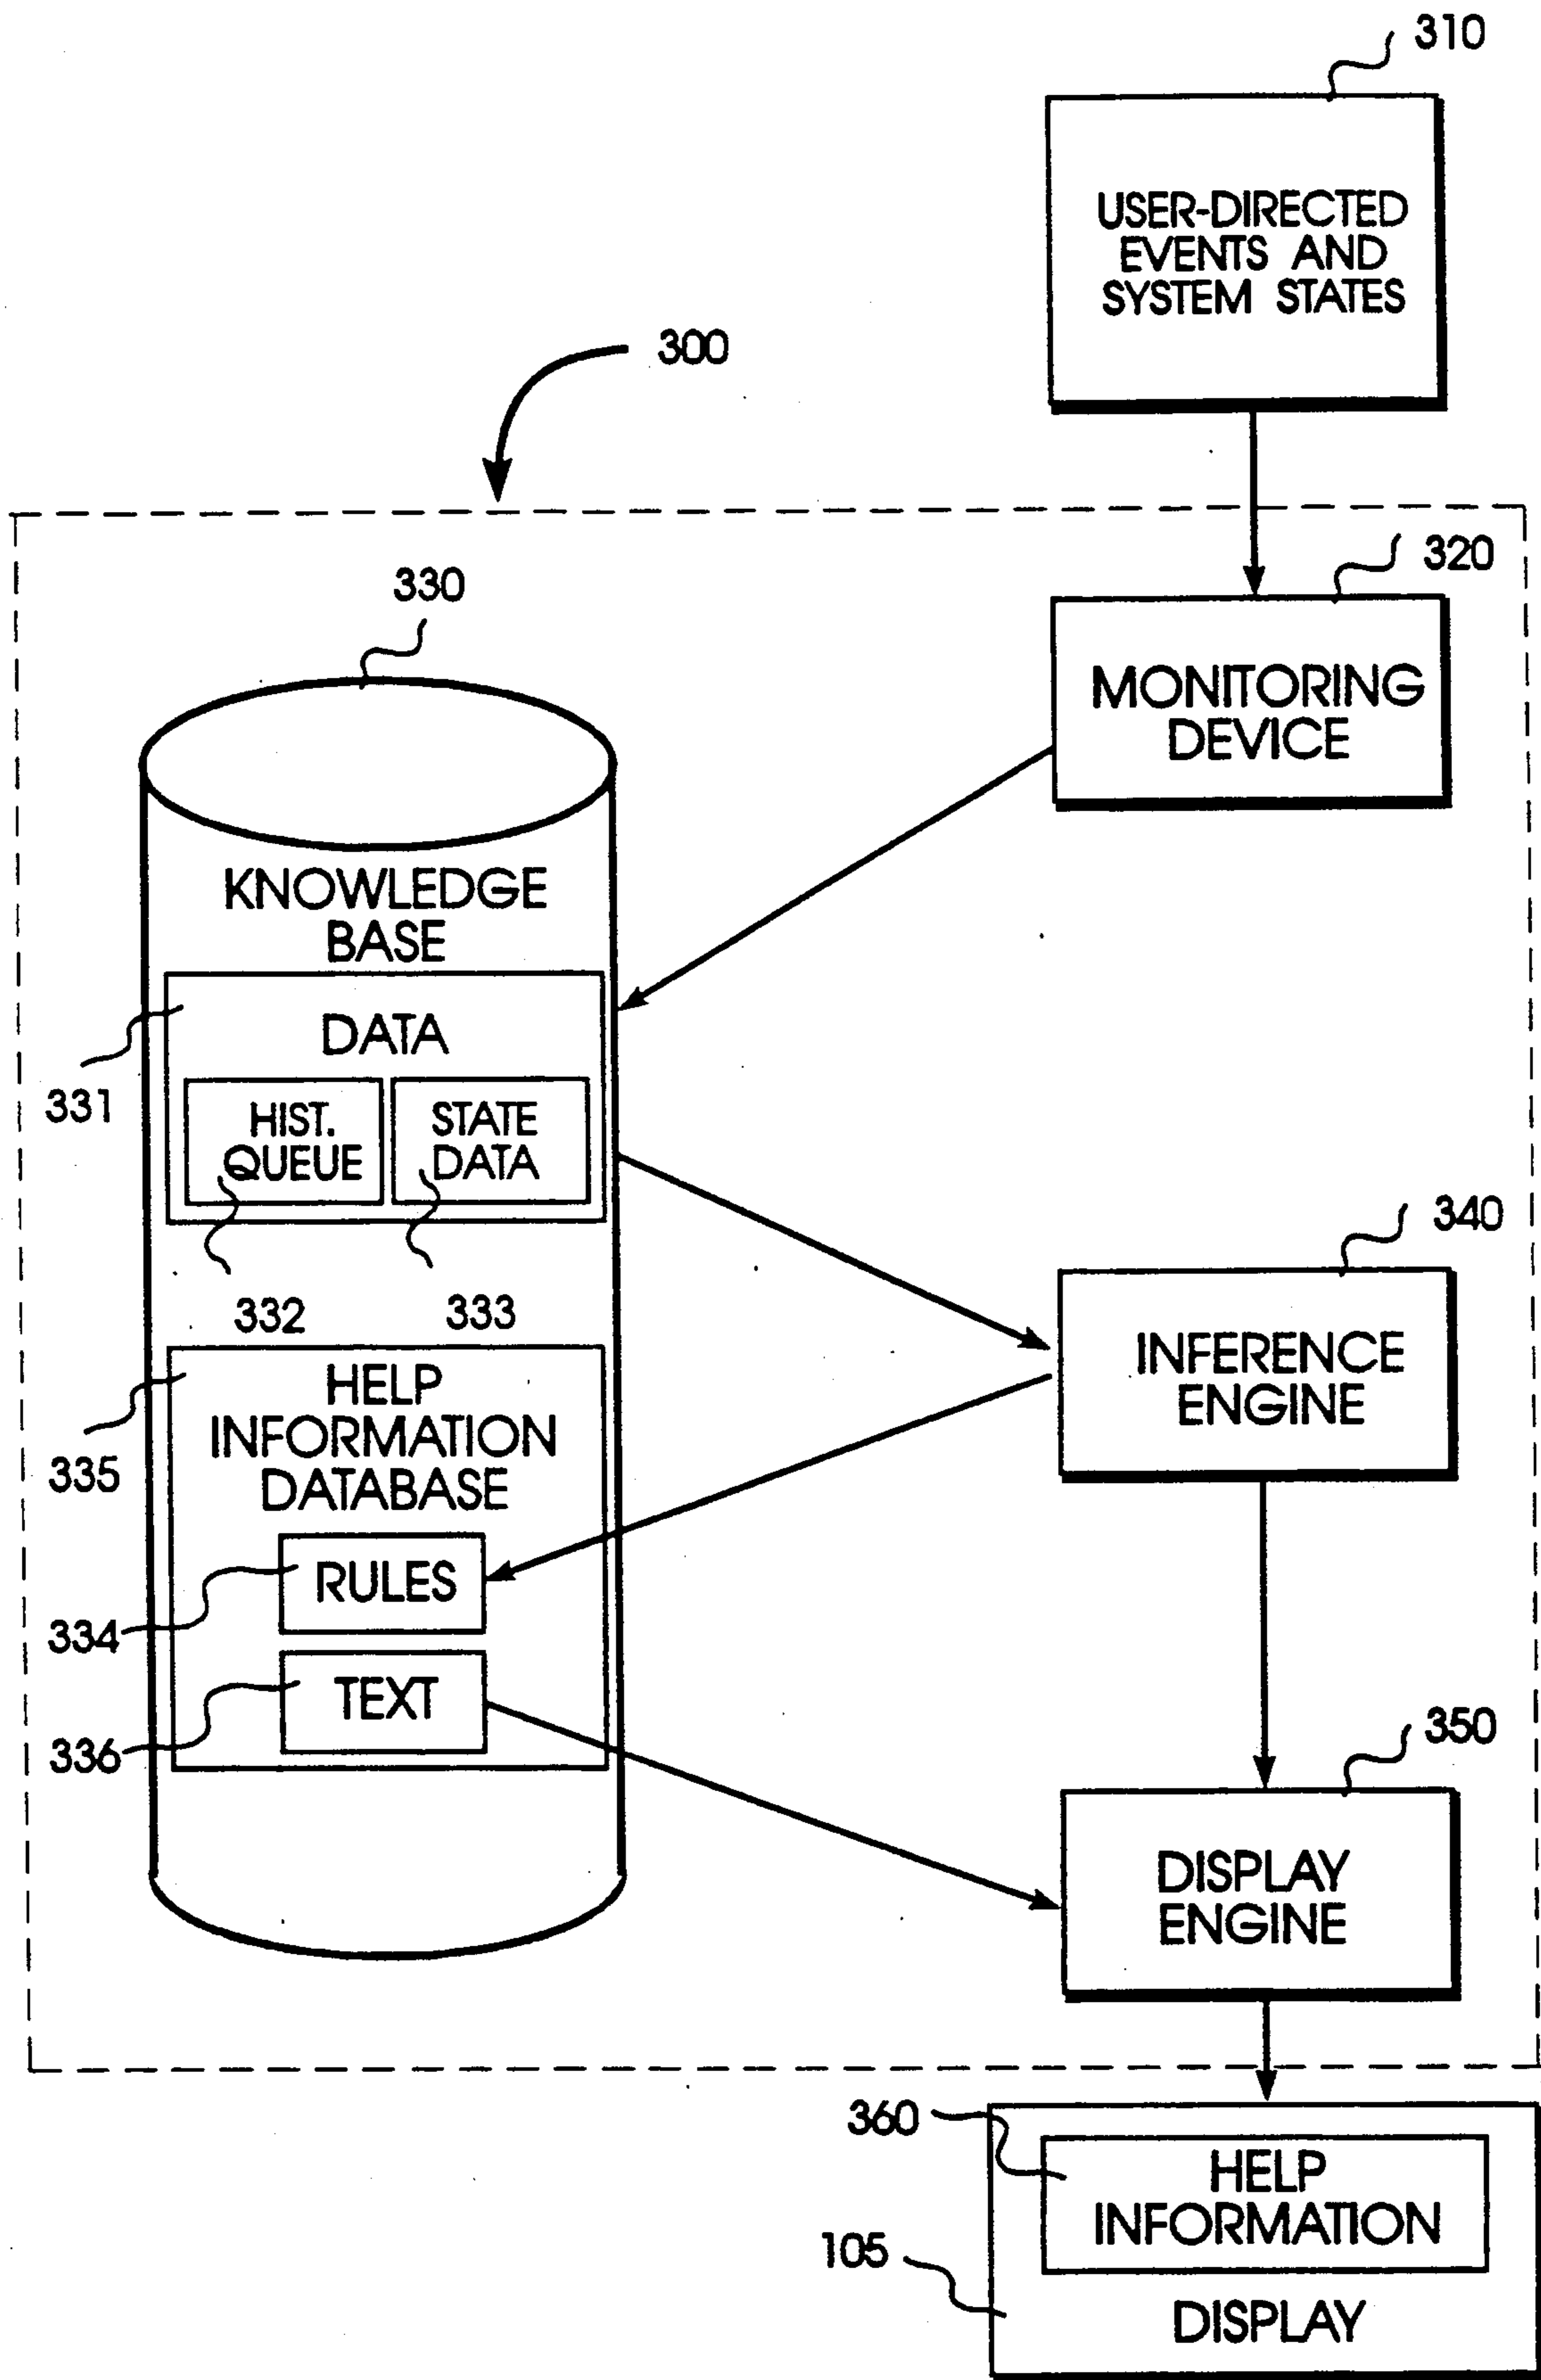 310
USER-DIRECTED
EVENTS AND
SYSTEM STATES
300
320
MONITORING
DEVICE
330
KNOWLEDGE
BASE
DATA
331
HIST.
QUEUE
STATE
DATA
332
333
340
INFERENCE
ENGINE
HELP
INFORMATION
DATABASE
335
RULES
334
TEXT
336
350
DISPLAY
ENGINE
360
HELP
INFORMATION
105
DISPLAY